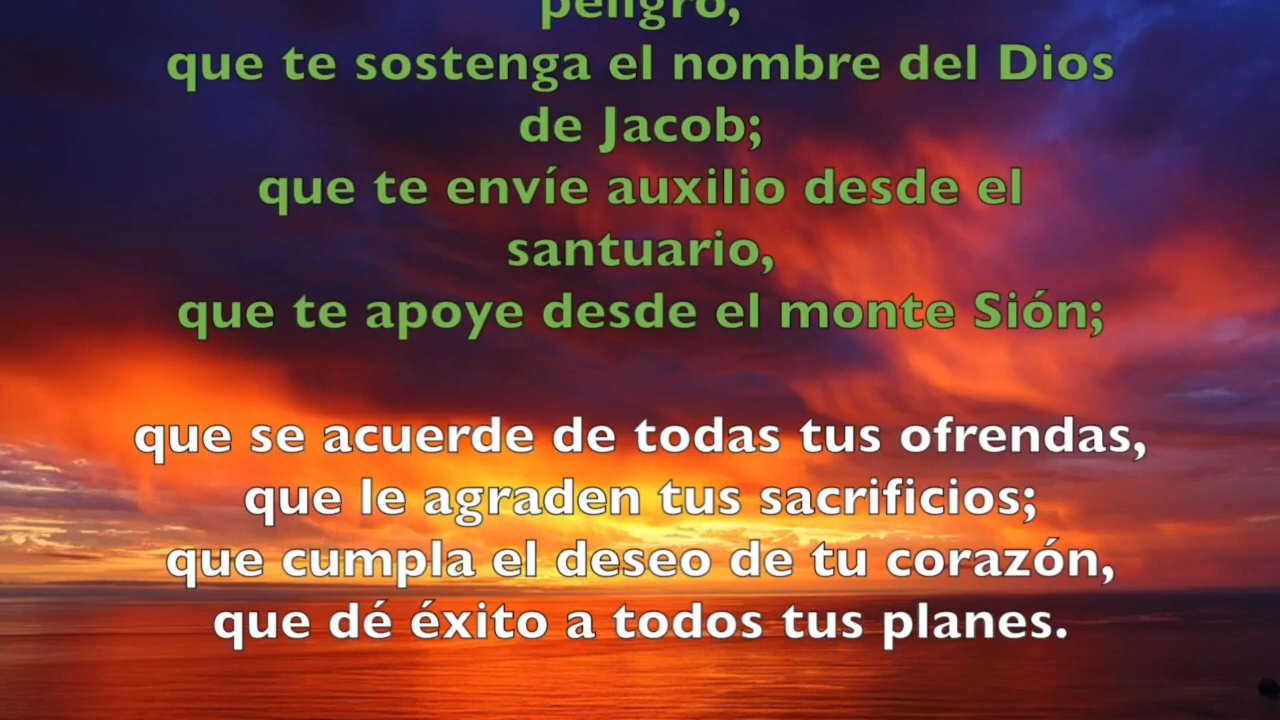 peligro,
que te sostenga el nombre del Dios
de Jacob;
que te envíe auxilio desde el
santuario,
que te apoye desde el monte Sión;
que se acuerde de todas tus ofrendas,
que le agraden tus sacrificios;
que cumpla el deseo de tu corazón,
que dé éxito a todos tus planes.